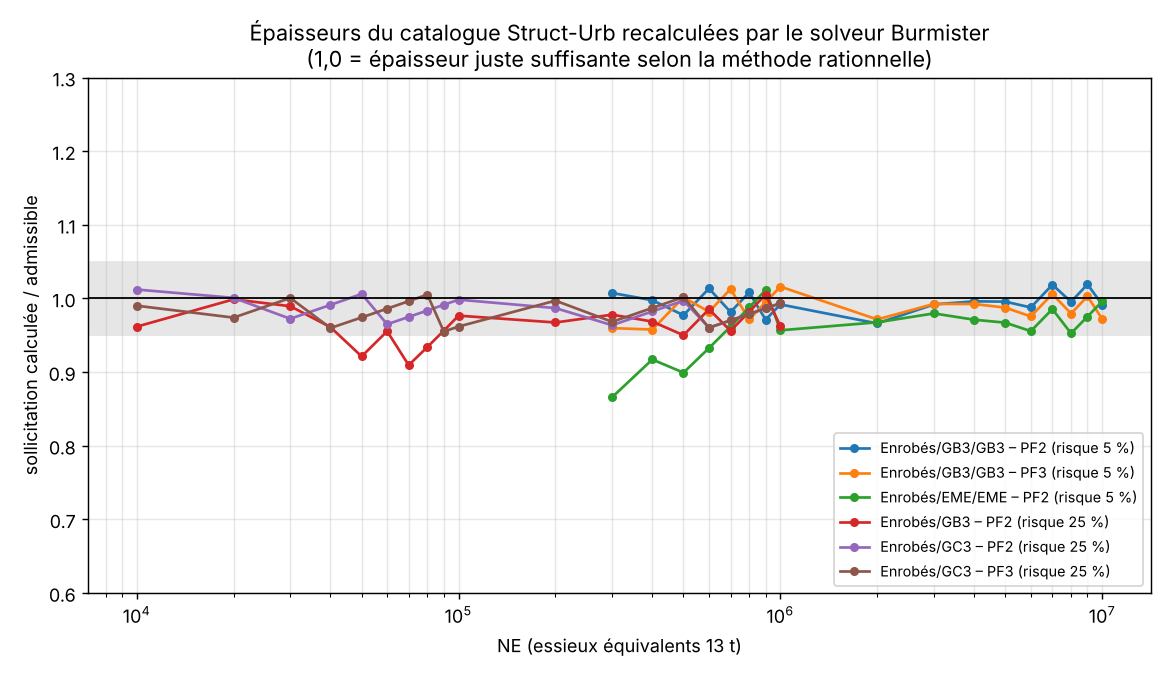 Épaisseurs du catalogue Struct-Urb recalculées par le solveur Burmister
(1,0 = épaisseur juste suffisante selon la méthode rationnelle)
sollicitation calculée / admissible
1.3
1.2
1.1
1.0
0.9
0.8
0.7
0.6
Enrobés/GB3/GB3 – PF2 (risque 5 %)
Enrobés/GB3/GB3 – PF3 (risque 5 %)
Enrobés/EME/EME – PF2 (risque 5 %)
Enrobés/GB3 – PF2 (risque 25 %)
Enrobés/GC3 – PF2 (risque 25 %)
Enrobés/GC3 – PF3 (risque 25 %)
10⁴ 10⁵ 10⁶ 10⁷
NE (essieux équivalents 13 t)